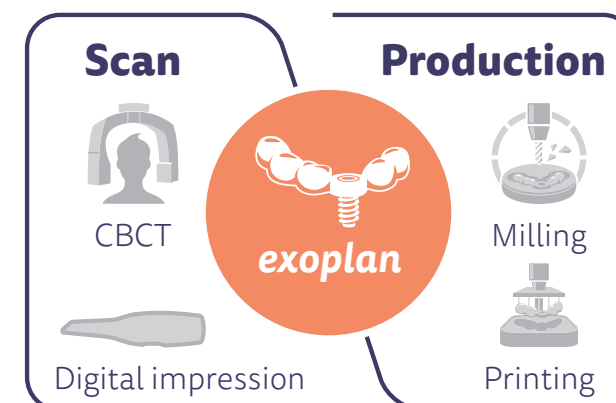 Scan
CBCT
Digital impression
exoplan
Production
Milling
Printing